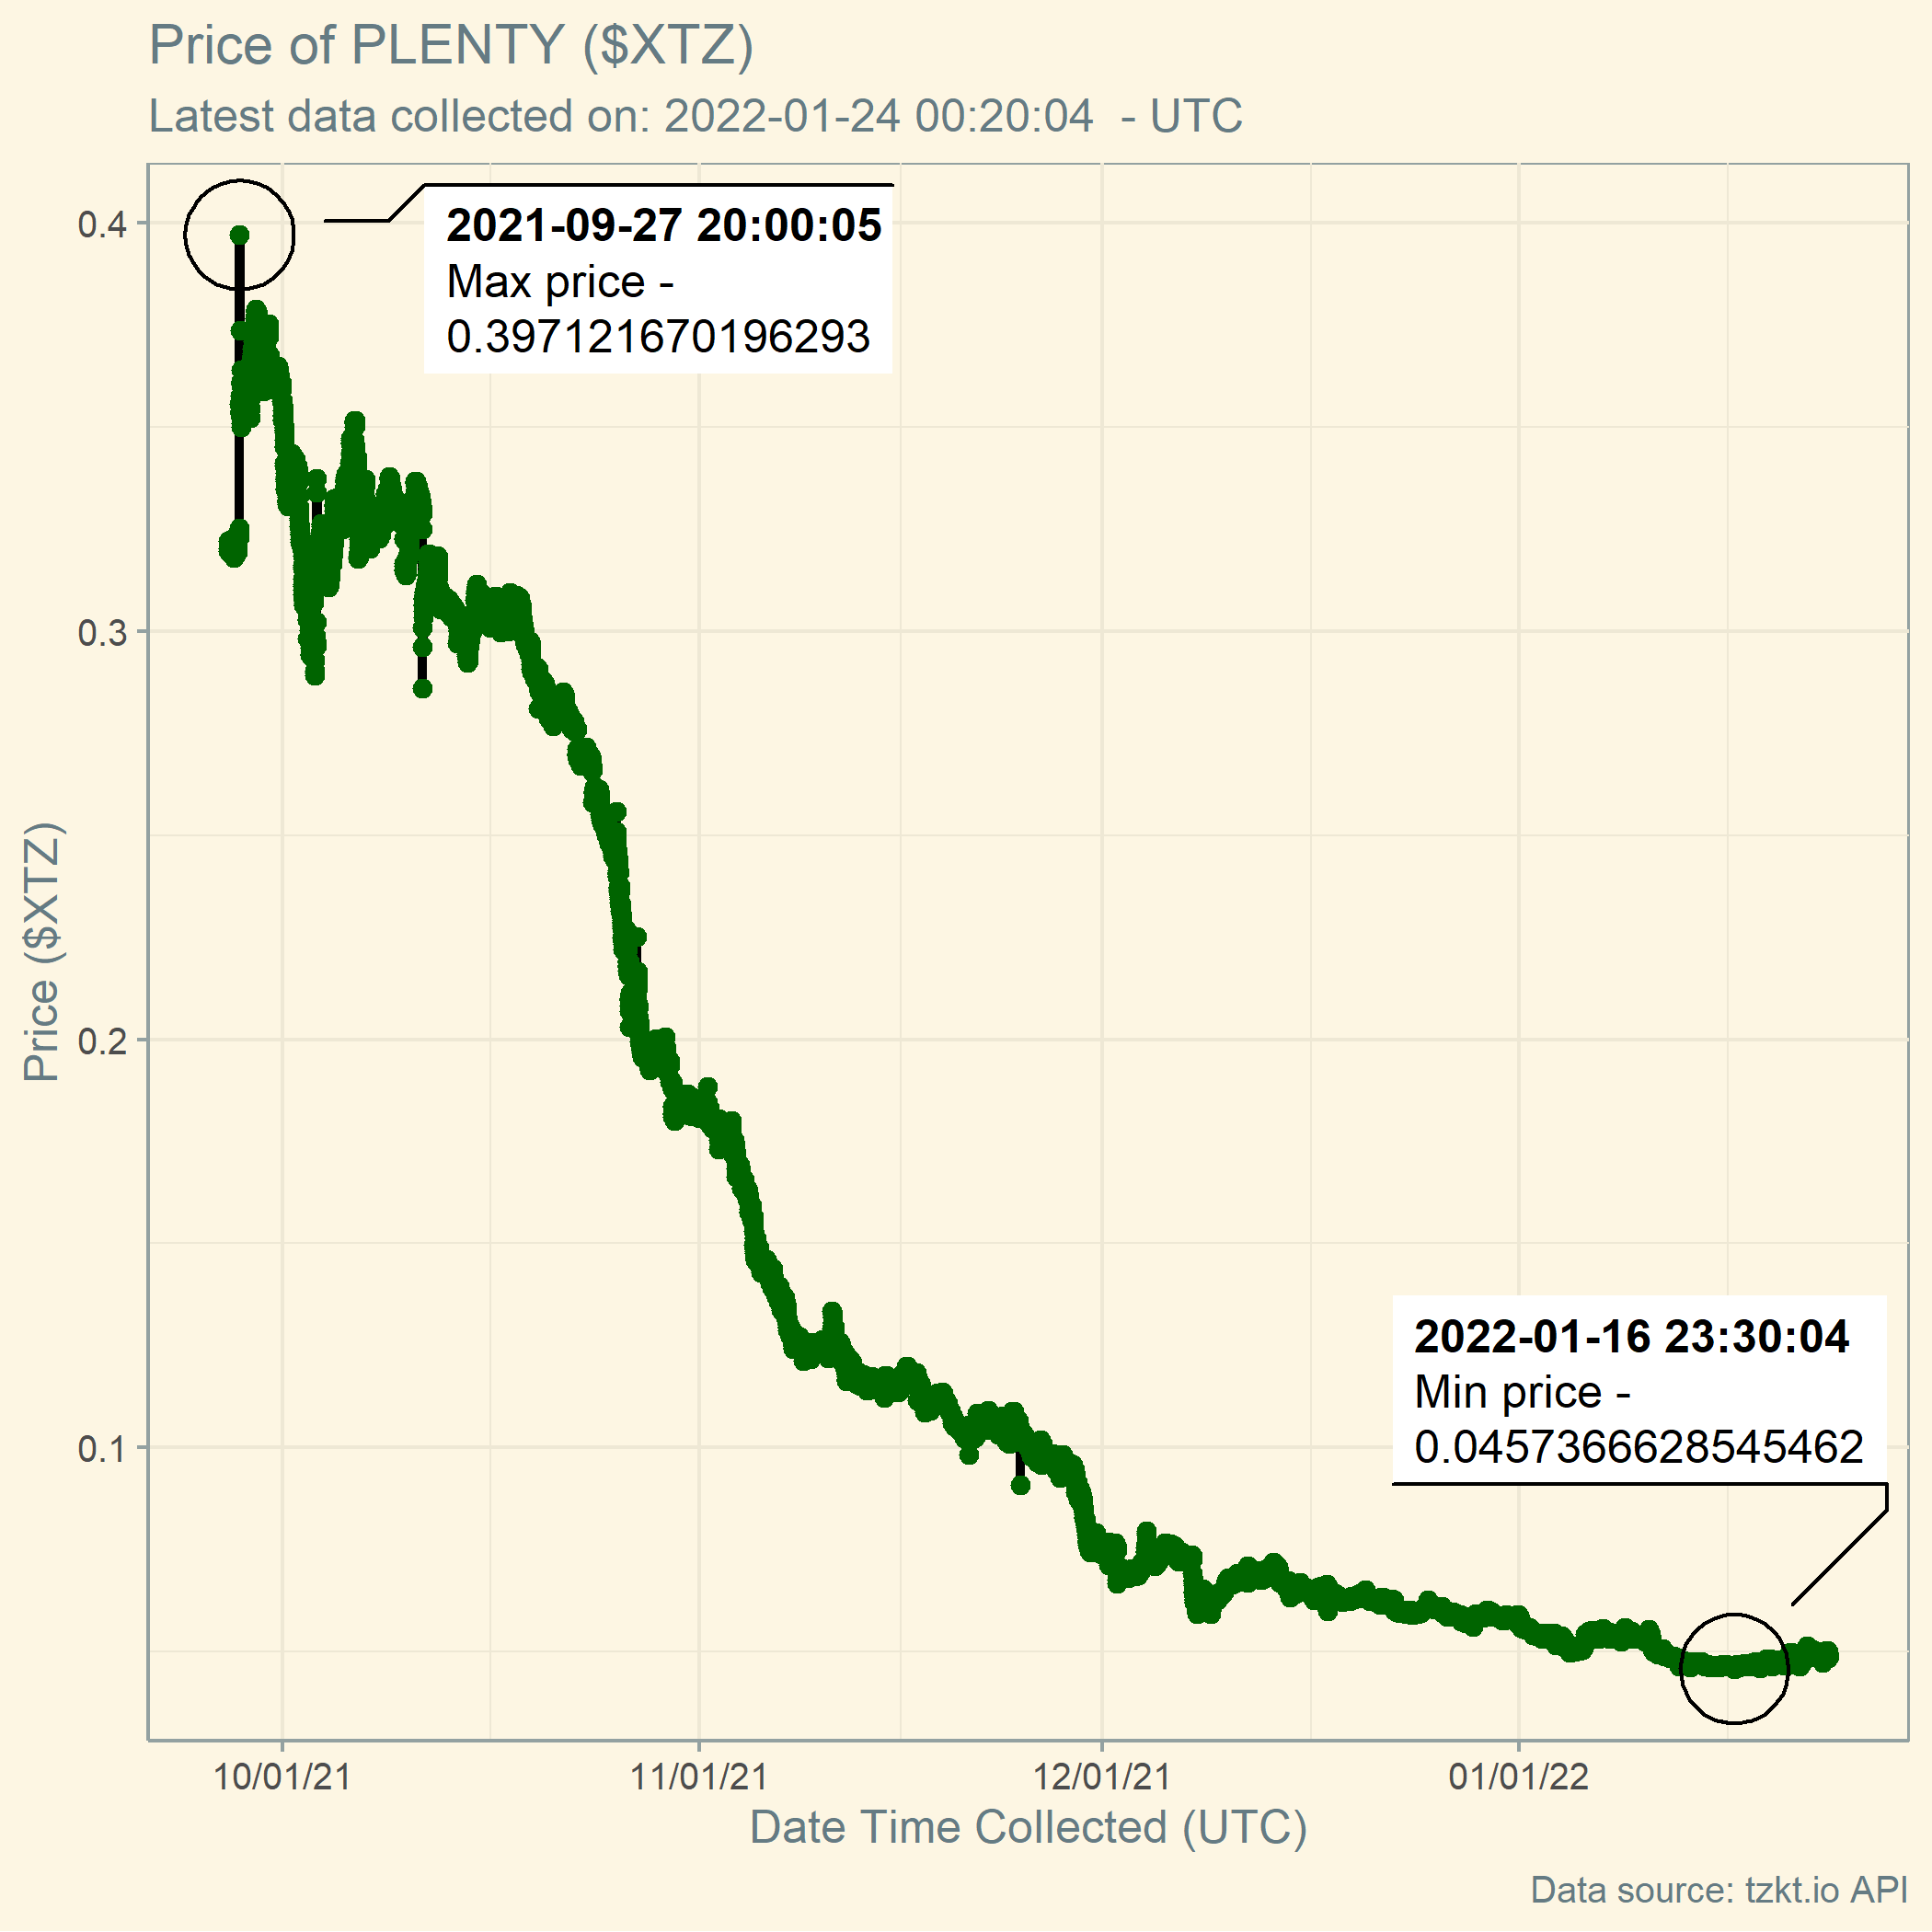 Price of PLENTY ($XTZ)
Latest data collected on: 2022-01-24 00:20:04  - UTC
2021-09-27 20:00:05
Max price -
0.397121670196293
0.4
0.3
0.2
0.1
Price ($XTZ)
2022-01-16 23:30:04
Min price -
0.0457366628545462
10/01/21
11/01/21
12/01/21
01/01/22
Date Time Collected (UTC)
Data source: tzkt.io API